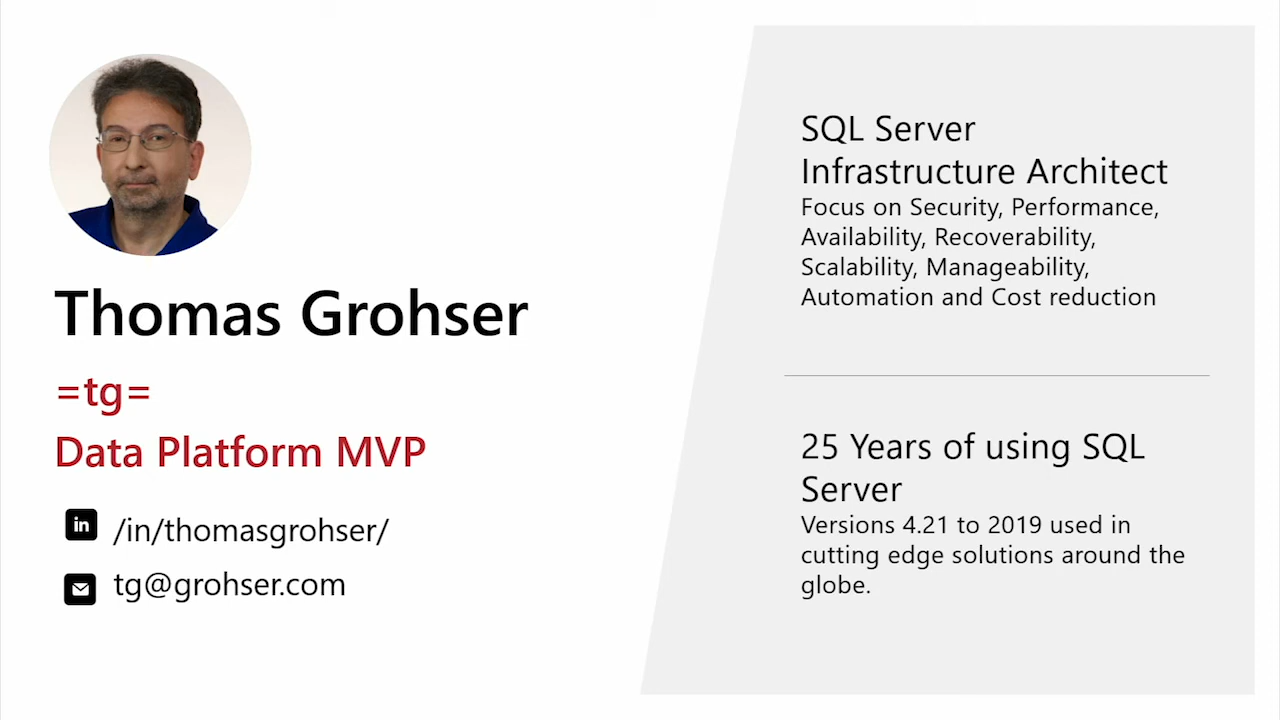 Thomas Grohser
=tg=
Data Platform MVP
in
/in/thomasgrohser/
tg@grohser.com
SQL Server
Infrastructure Architect
Focus on Security, Performance,
Availability, Recoverability,
Scalability, Manageability,
Automation and Cost reduction
25 Years of using SQL
Server
Versions 4.21 to 2019 used in
cutting edge solutions around the
globe.